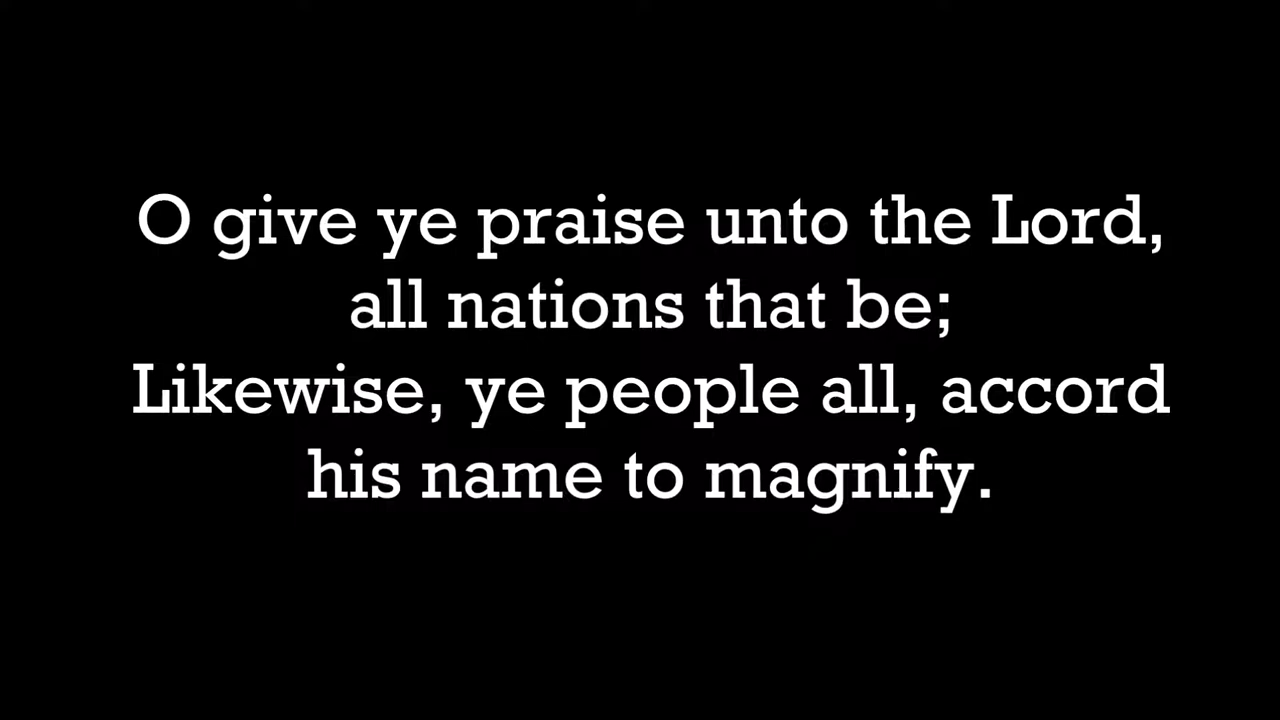 O give ye praise unto the Lord,
all nations that be;
Likewise, ye people all, accord
his name to magnify.